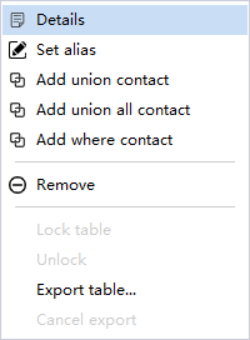 Details
Set alias
Add union contact
Add union all contact
Add where contact
Remove
Lock table
Unlock
Export table...
Cancel export